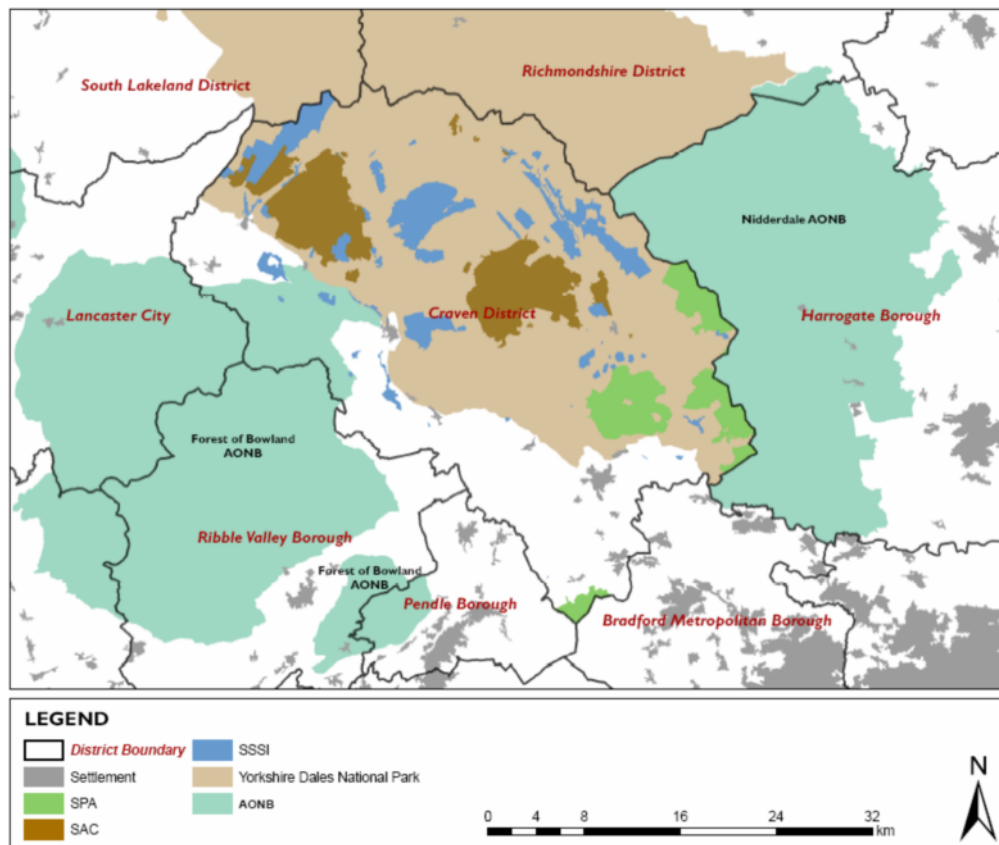 South Lakeland District
Richmondshire District
Nidderdale AONB
Lancaster City
Craven District
Harrogate Borough
Forest of Bowland
AONB
Ribble Valley Borough
Forest of Bowland
AONB
Pendle Borough
Bradford Metropolitan Borough
LEGEND
District Boundary
Settlement
SPA
SAC
SSSI
Yorkshire Dales National Park
AONB
N
0 4 8 16 24 32
km